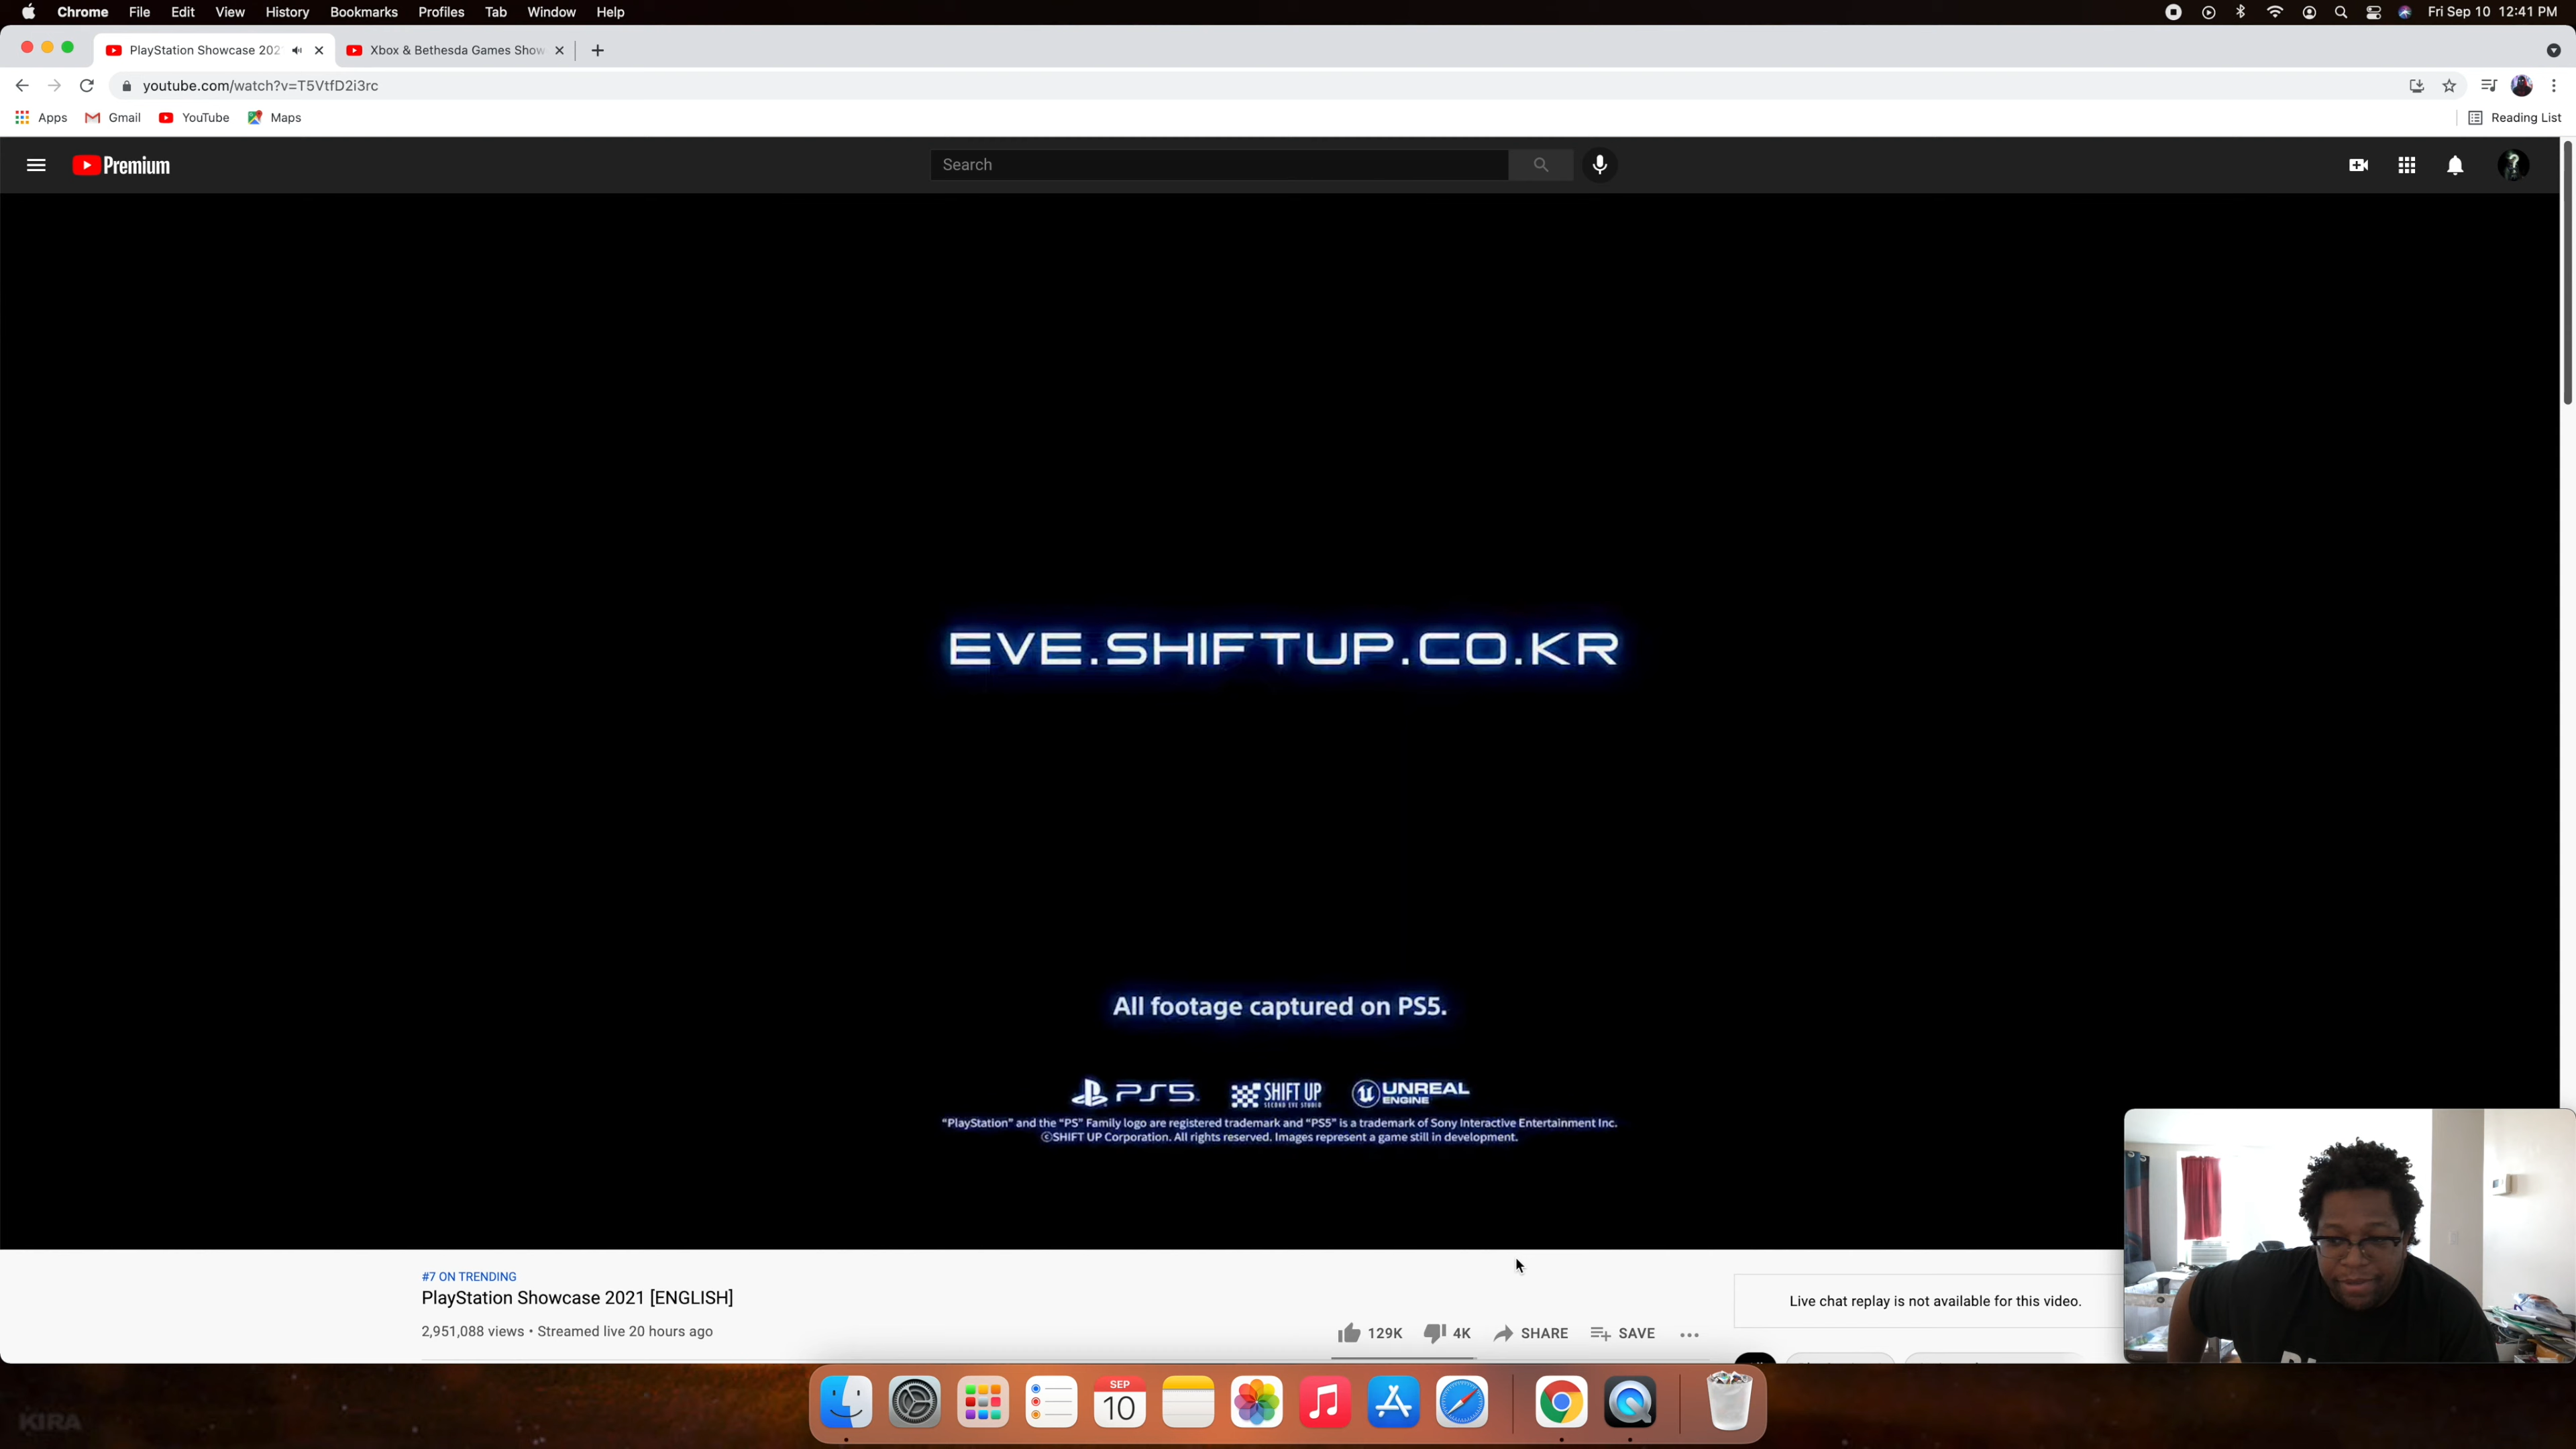 Chrome File Edit View History Bookmarks Profiles Tab Window Help
Fri Sep 10 12:41 PM
PlayStation Showcase 202
Xbox & Bethesda Games Show
youtube.com/watch?v=T5VtfD2i3rc
Apps Gmail YouTube Maps
Reading List
Premium
Search
EVE.SHIFTUP.CO.KR
All footage captured on PS5.
PS5 SHIFT UP
SECOND EVE STUDIO
UNREAL
ENGINE
"PlayStation" and the "PS" Family logo are registered trademark and "PS5" is a trademark of Sony Interactive Entertainment Inc.
©SHIFT UP Corporation. All rights reserved. Images represent a game still in development.
#7 ON TRENDING
PlayStation Showcase 2021 [ENGLISH]
2,951,088 views • Streamed live 20 hours ago
129K 4K SHARE SAVE
Live chat replay is not available for this video.
SEP
10
KIRA